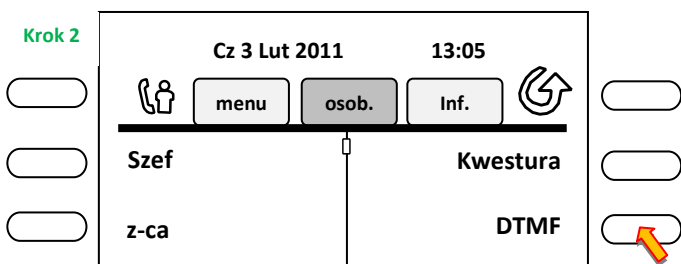 Krok 2
Cz 3 Lut 2011 13:05
menu osob. Inf.
Szef Kwestura
z-ca DTMF